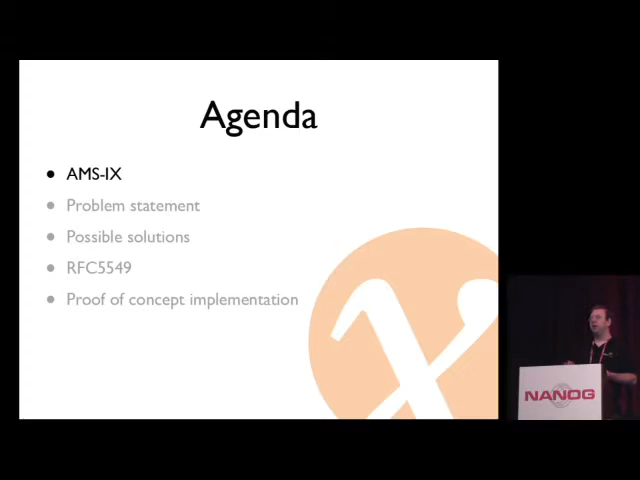 Agenda
• AMS-IX
• Problem statement
• Possible solutions
• RFC5549
• Proof of concept implementation
NANOG